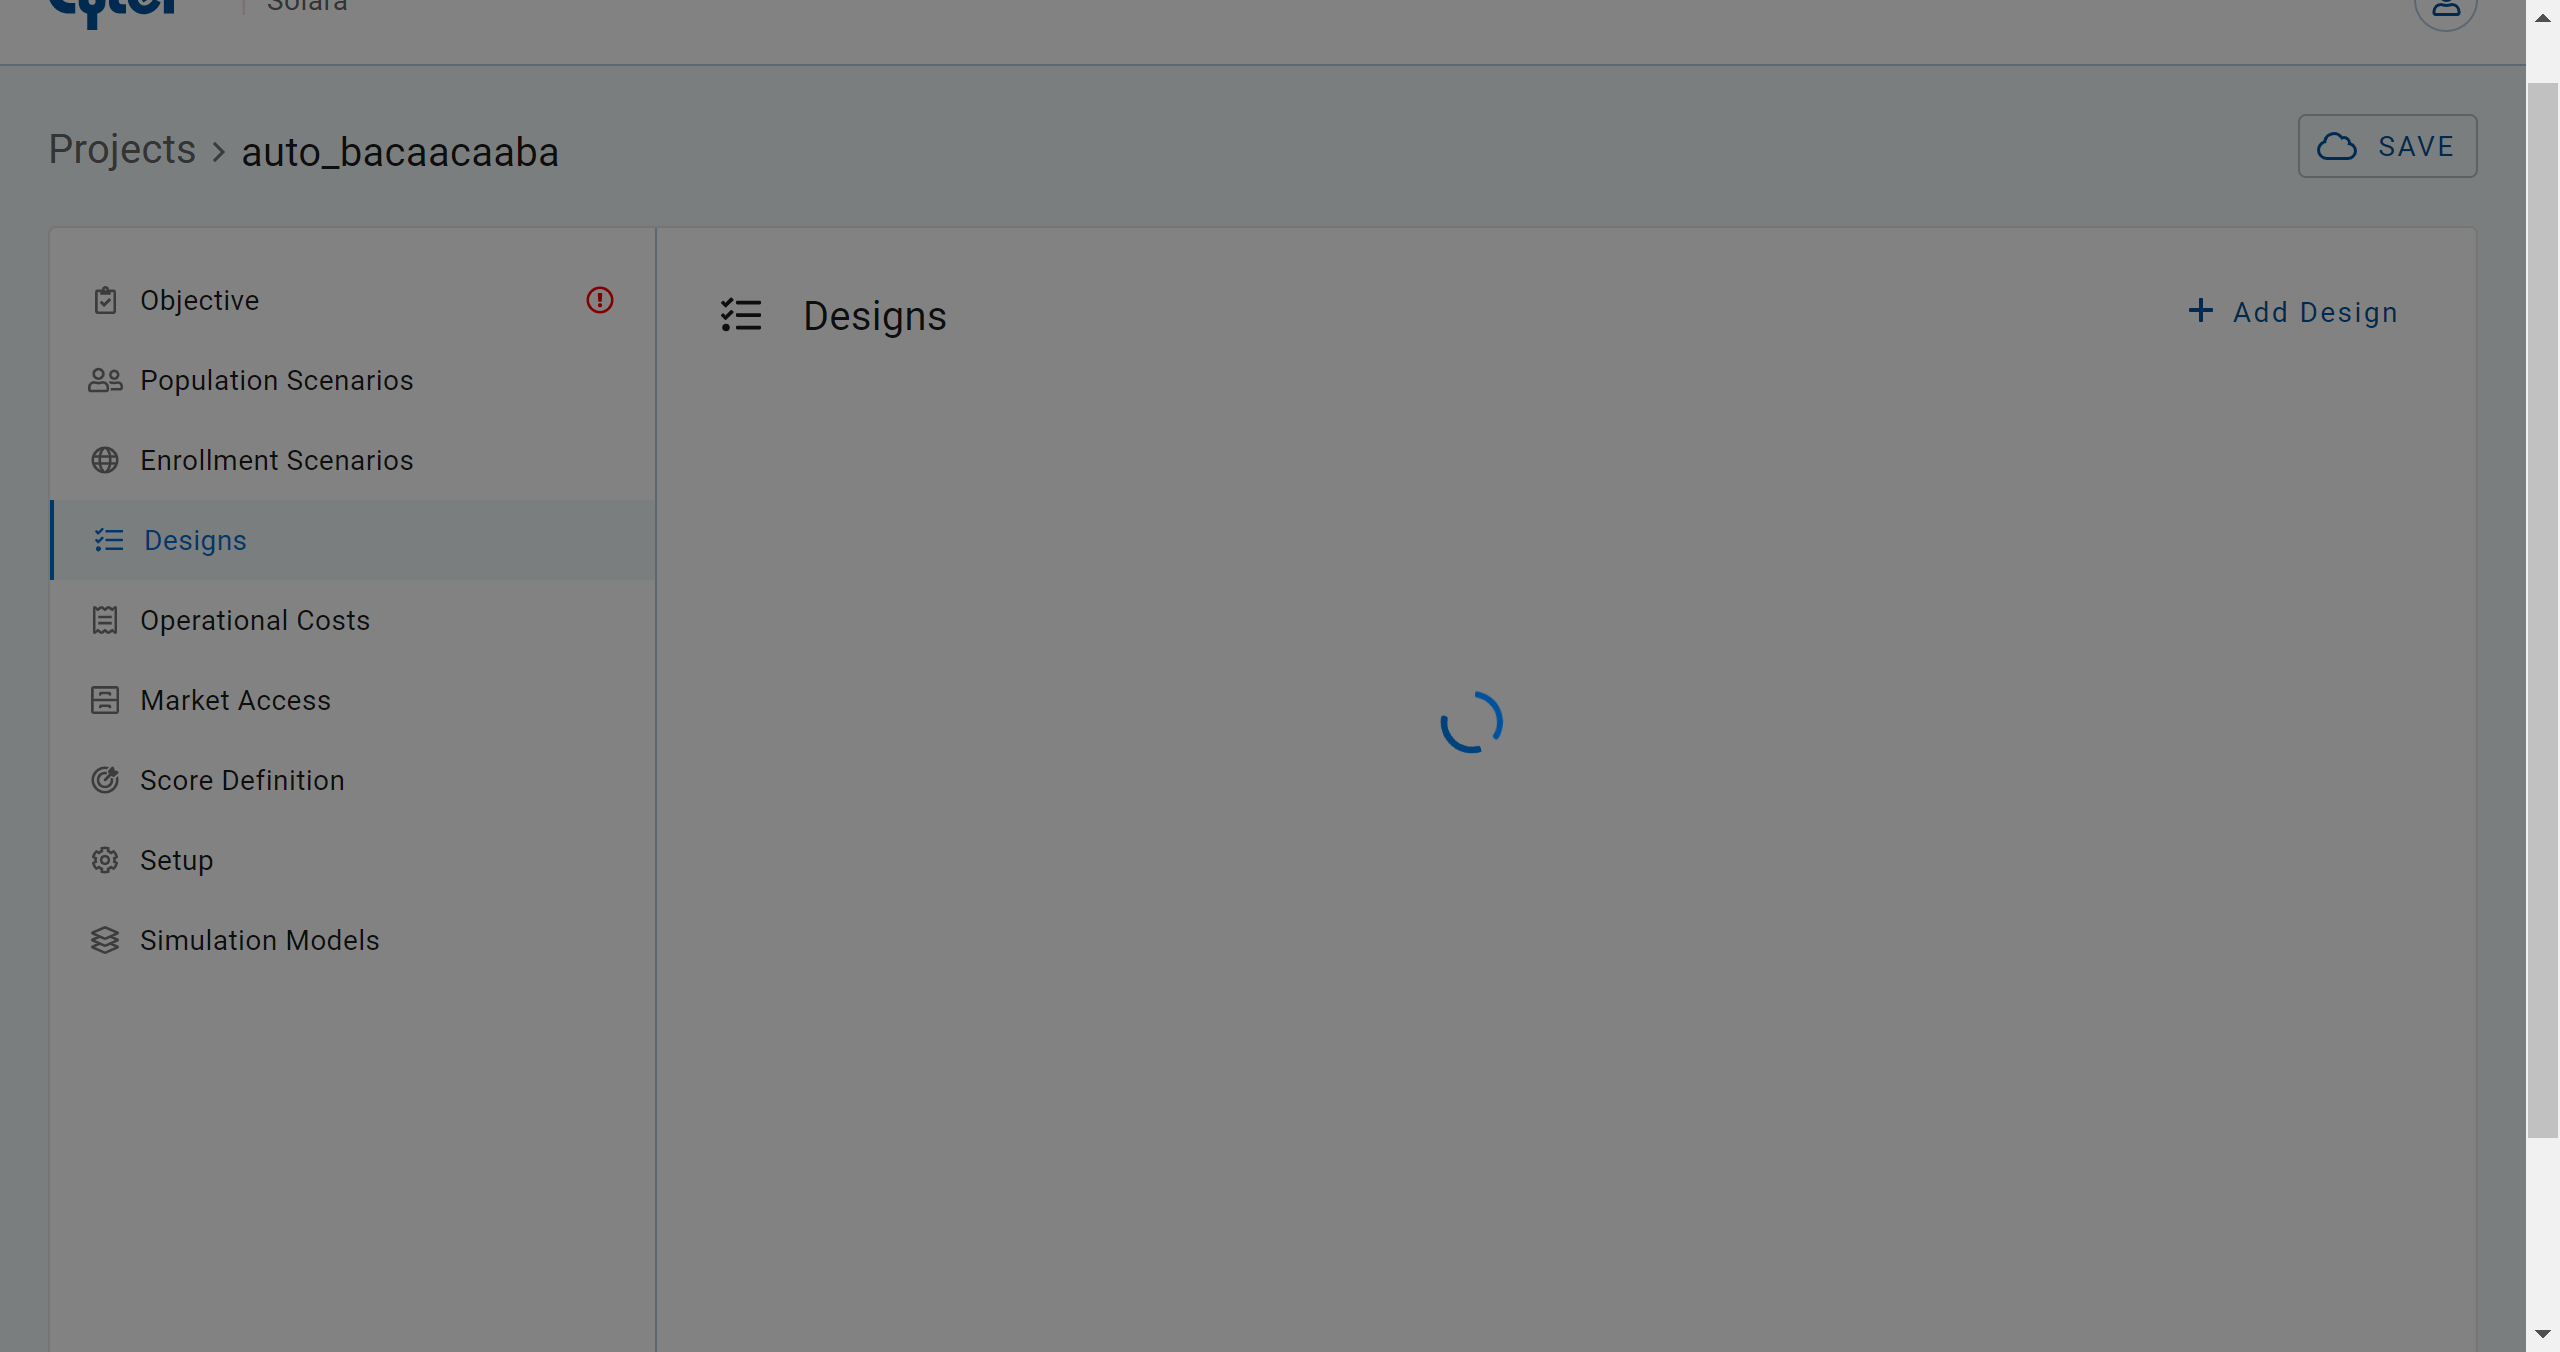 Solara
Projects > auto_bacaacaaba
SAVE
Objective
Population Scenarios
Enrollment Scenarios
Designs
Operational Costs
Market Access
Score Definition
Setup
Simulation Models
Designs
+ Add Design